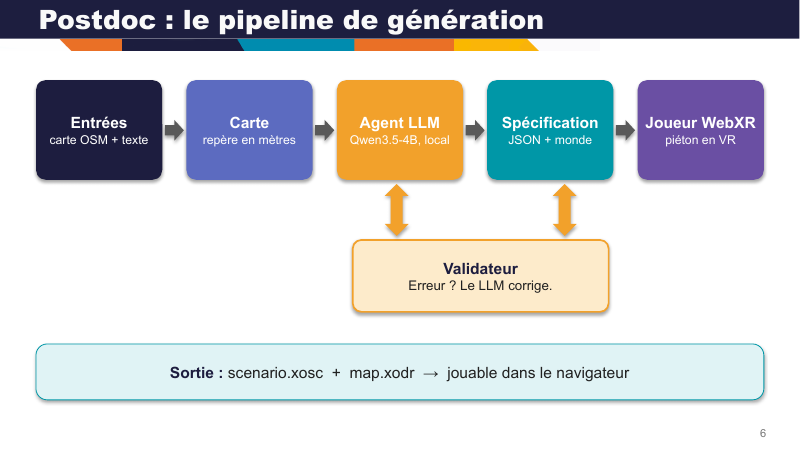 Postdoc : le pipeline de génération
Entrées
carte OSM + texte
Carte
repère en mètres
Agent LLM
Qwen3.5-4B, local
Spécification
JSON + monde
Joueur WebXR
piéton en VR
Validateur
Erreur ? Le LLM corrige.
Sortie : scenario.xosc + map.xodr → jouable dans le navigateur
6